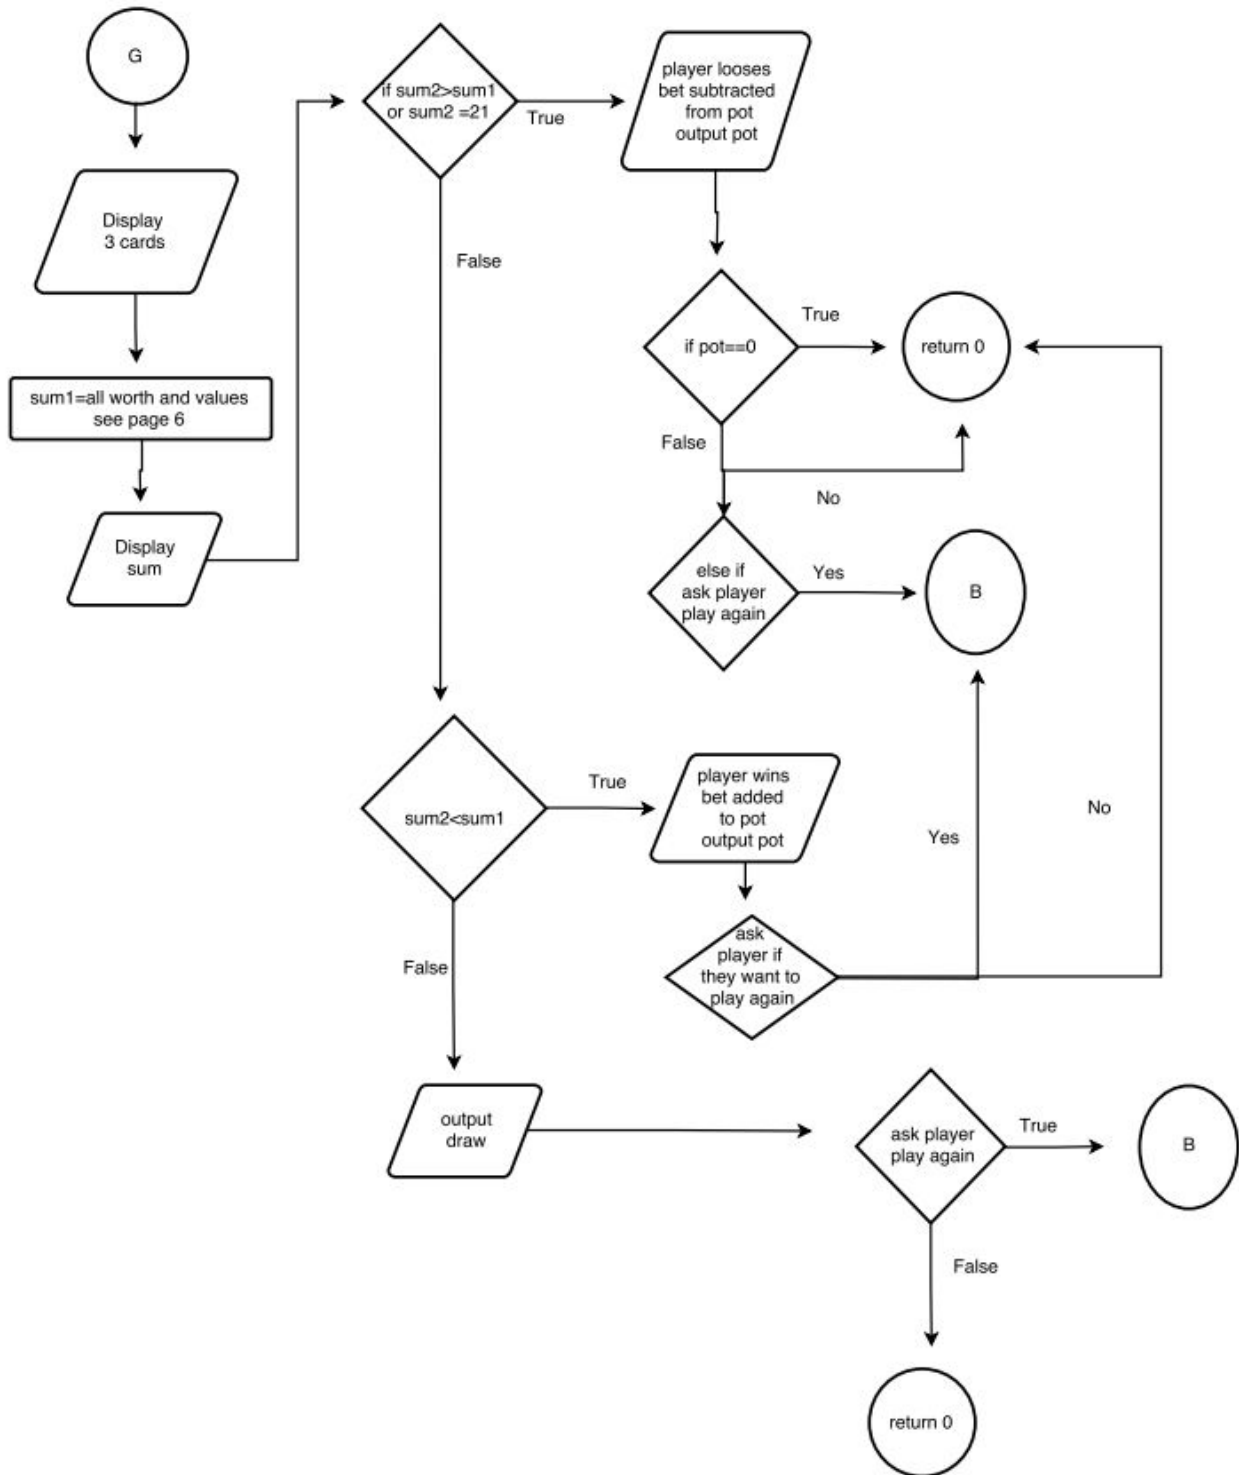 G
Display
3 cards
sum1=all worth and values
see page 6
Display
sum
if sum2>sum1
or sum2 =21
True
False
player looses
bet subtracted
from pot
output pot
if pot==0
True
return 0
False
No
else if
ask player
play again
Yes
B
sum2<sum1
True
player wins
bet added
to pot
output pot
Yes
No
False
ask
player if
they want to
play again
output
draw
ask player
play again
True
B
False
return 0